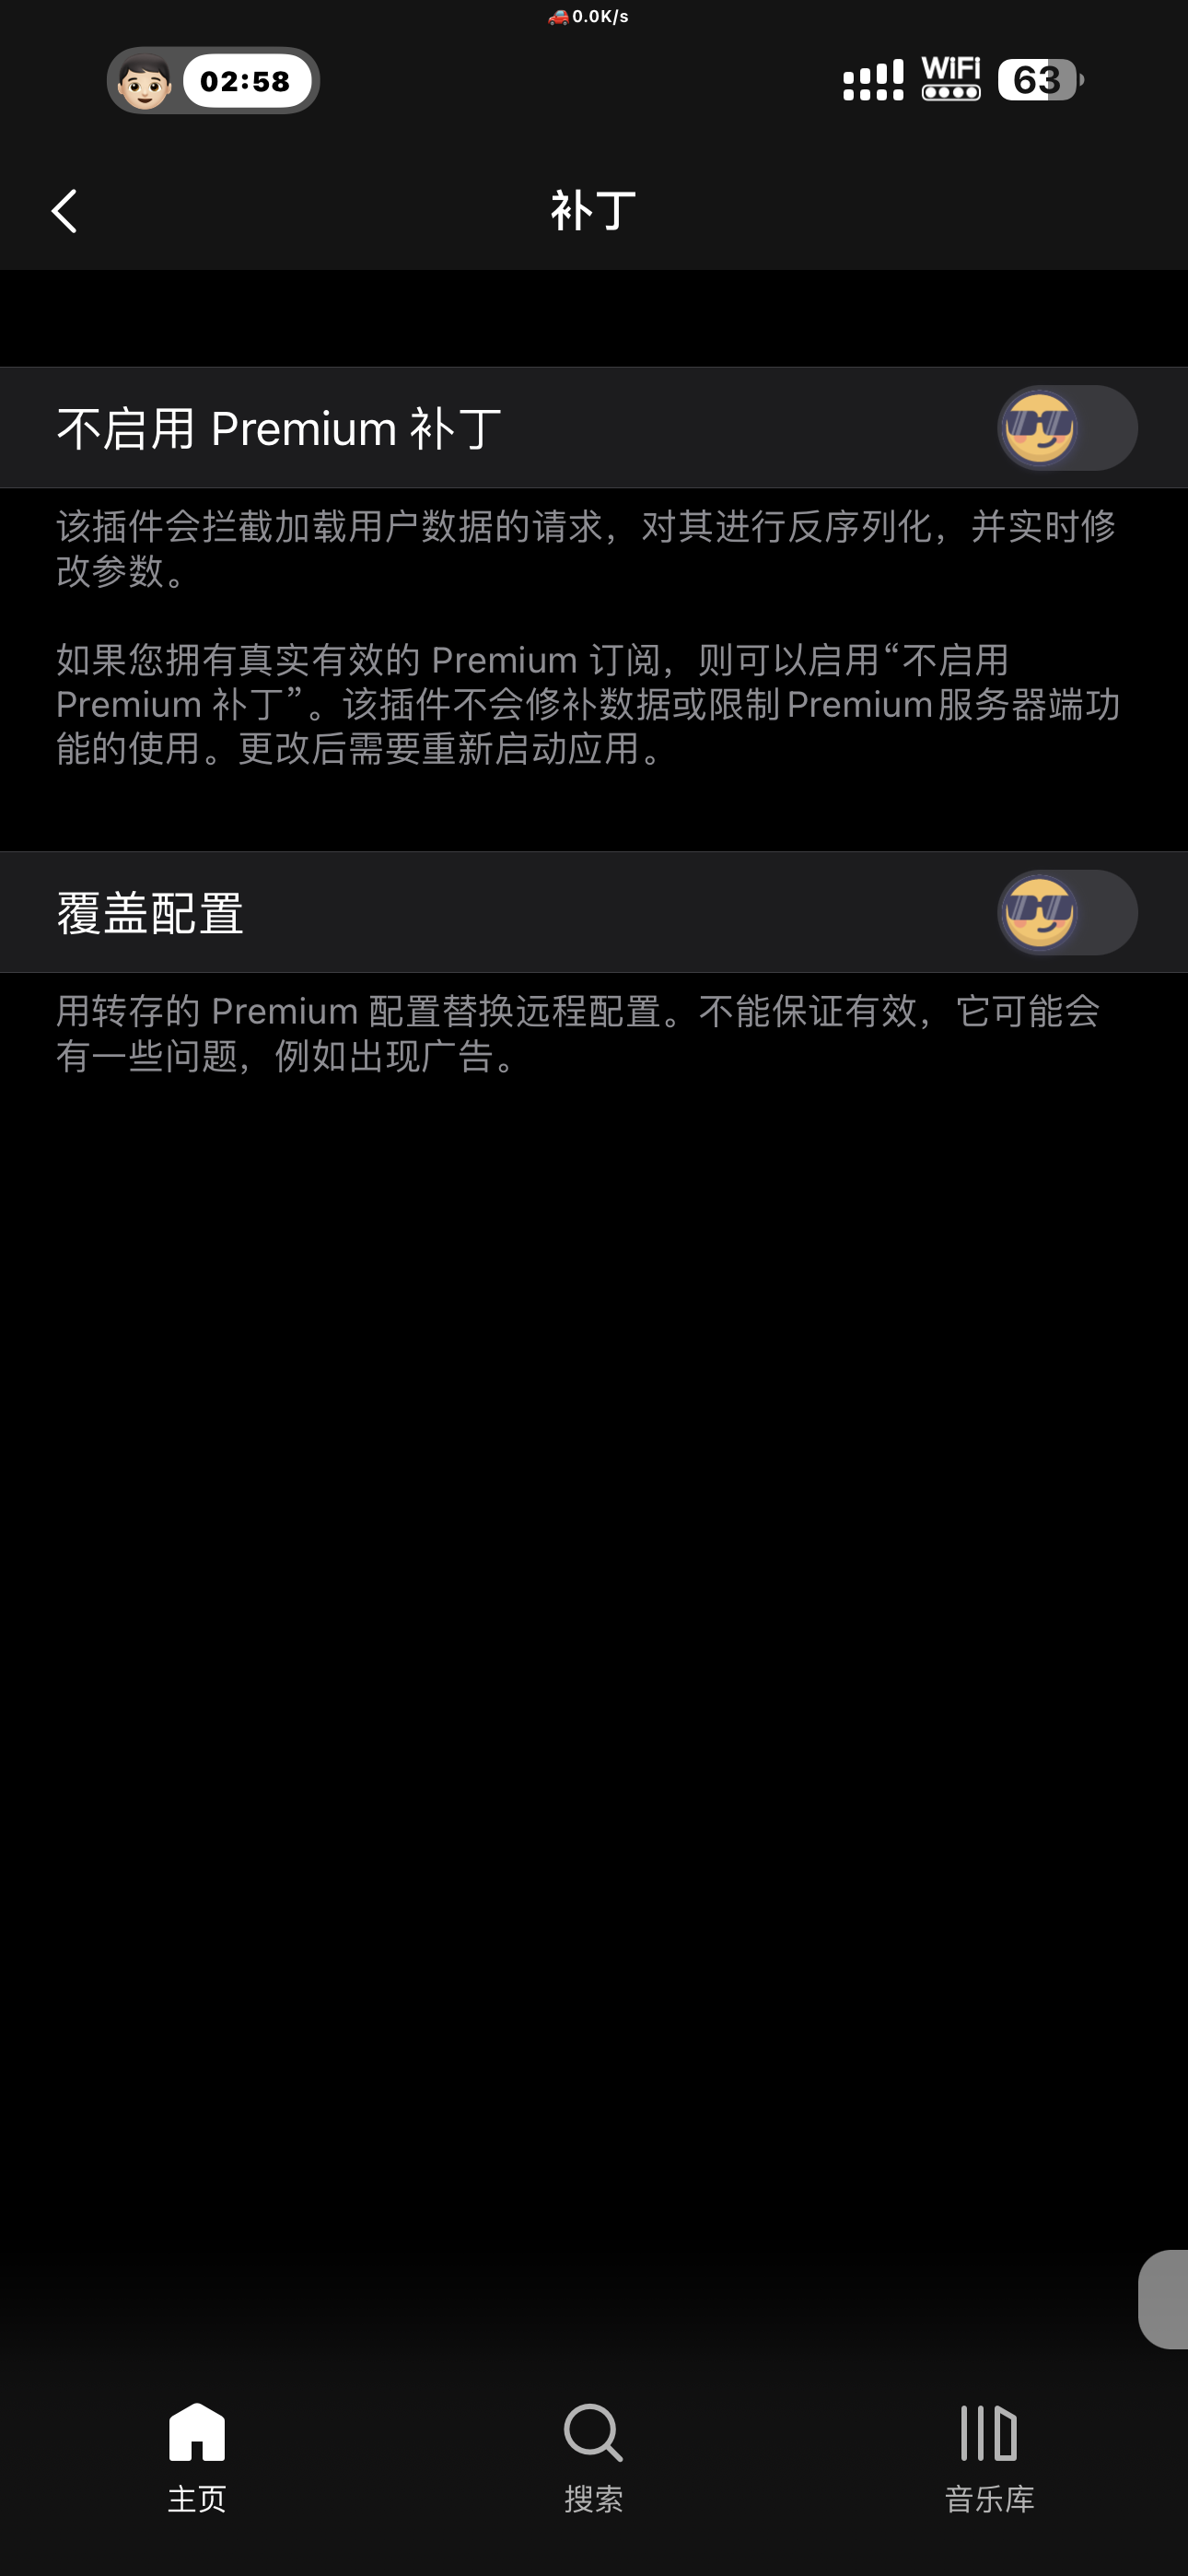 🚗0.0K/s
02:58
WiFi
63
补丁
不启用 Premium 补丁
该插件会拦截加载用户数据的请求，对其进行反序列化，并实时修
改参数。
如果您拥有真实有效的 Premium 订阅，则可以启用“不启用
Premium 补丁”。该插件不会修补数据或限制Premium服务器端功
能的使用。更改后需要重新启动应用。
覆盖配置
用转存的 Premium 配置替换远程配置。不能保证有效，它可能会
有一些问题，例如出现广告。
主页
搜索
音乐库